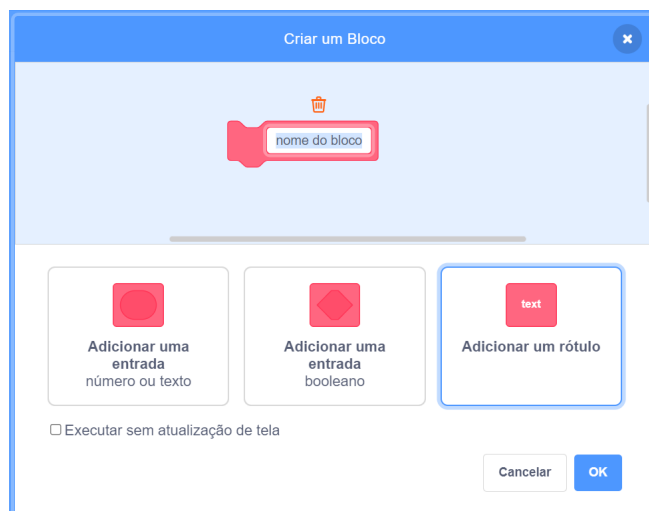 Criar um Bloco
nome do bloco
text
Adicionar uma
entrada
número ou texto
Adicionar uma
entrada
booleano
Adicionar um rótulo
Executar sem atualização de tela
Cancelar
OK